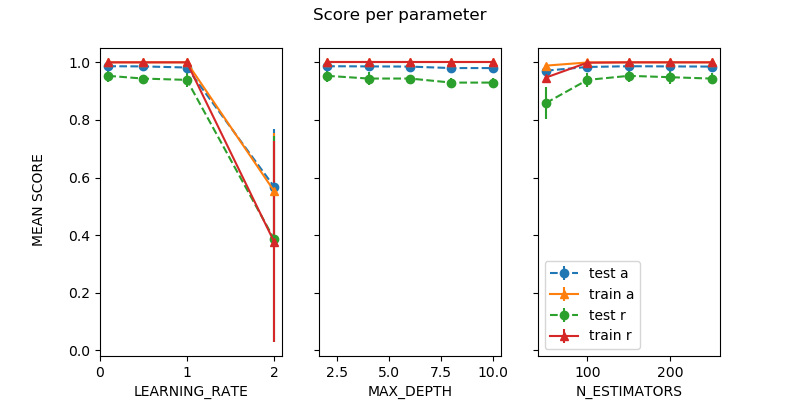 Score per parameter
MEAN SCORE
1.0
0.8
0.6
0.4
0.2
0.0
0 1 2
LEARNING_RATE
2.5 5.0 7.5 10.0
MAX_DEPTH
100 200
N_ESTIMATORS
test a
train a
test r
train r